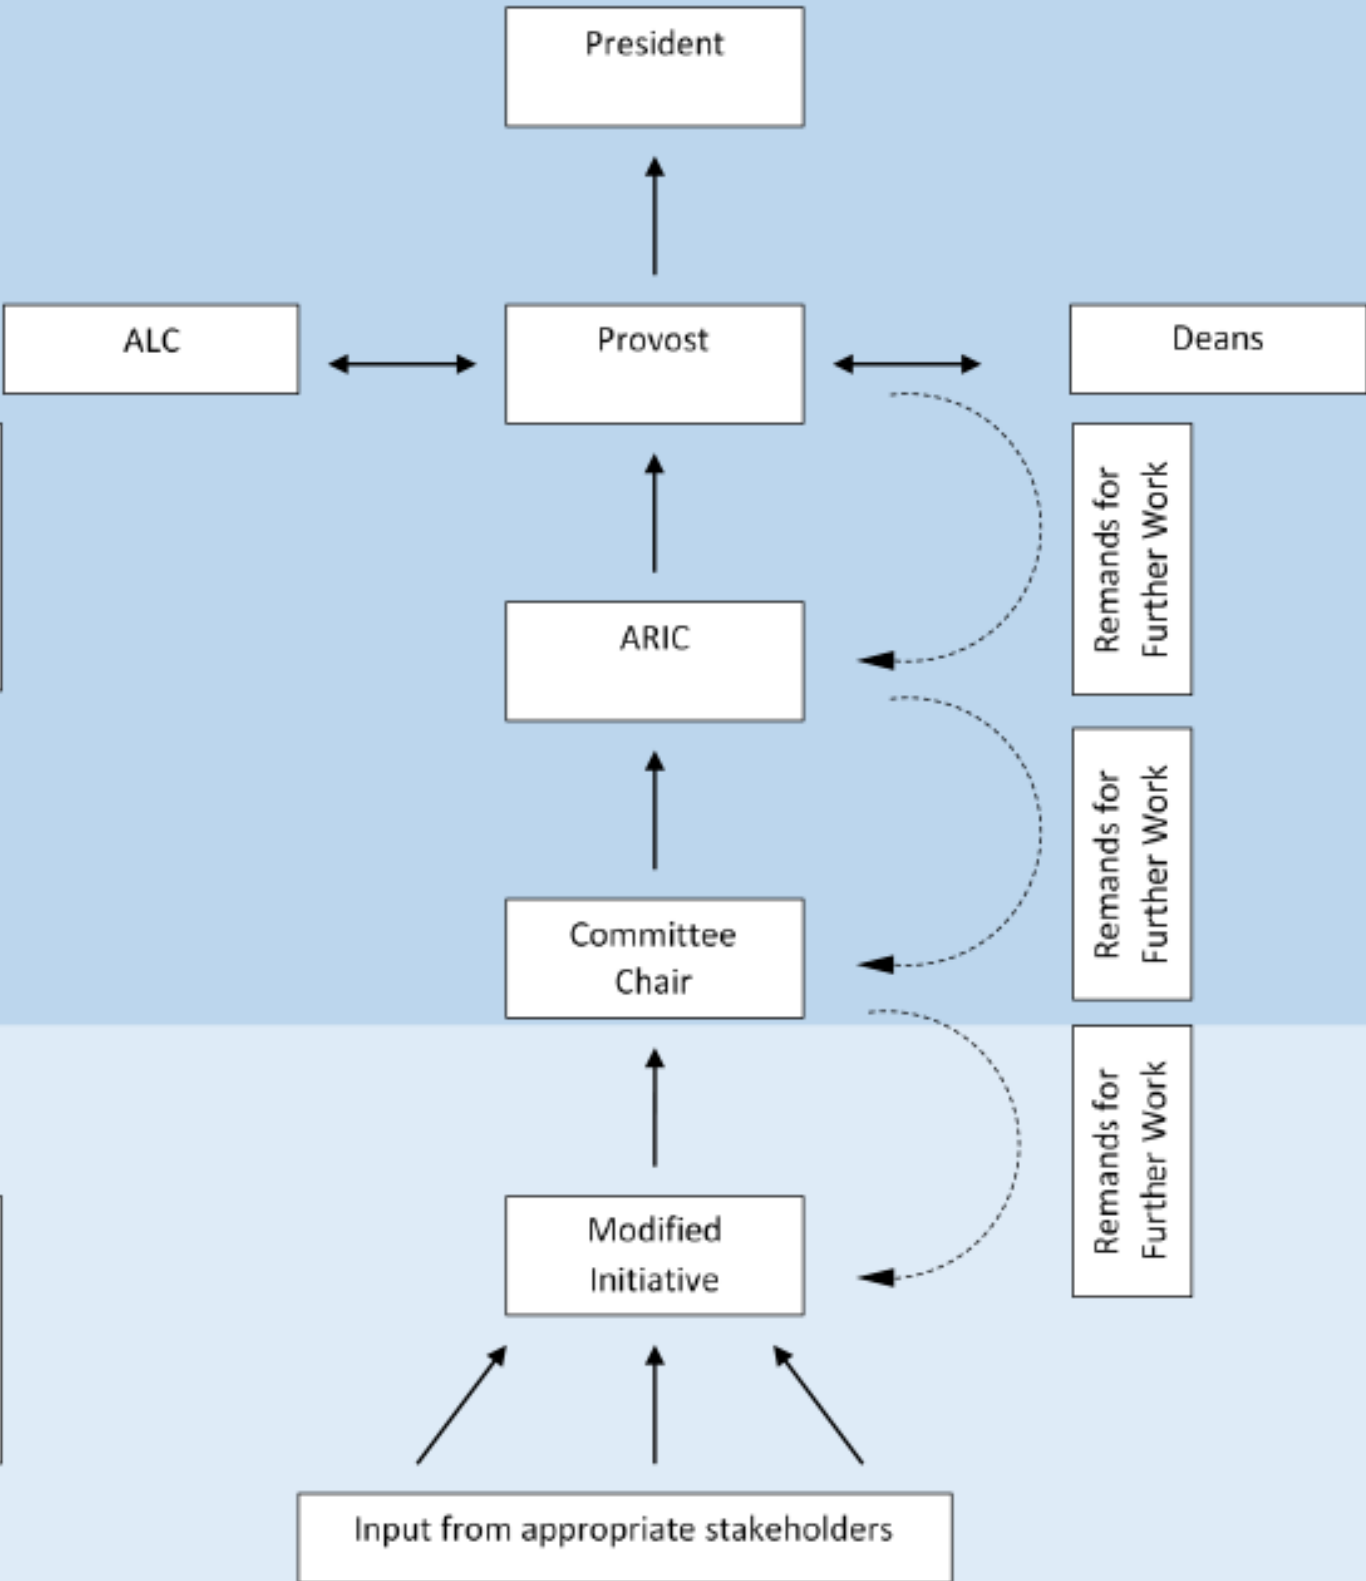 President
ALC
Provost
Deans
Remands for
Further Work
ARIC
Remands for
Further Work
Committee
Chair
Remands for
Further Work
Modified
Initiative
Input from appropriate stakeholders